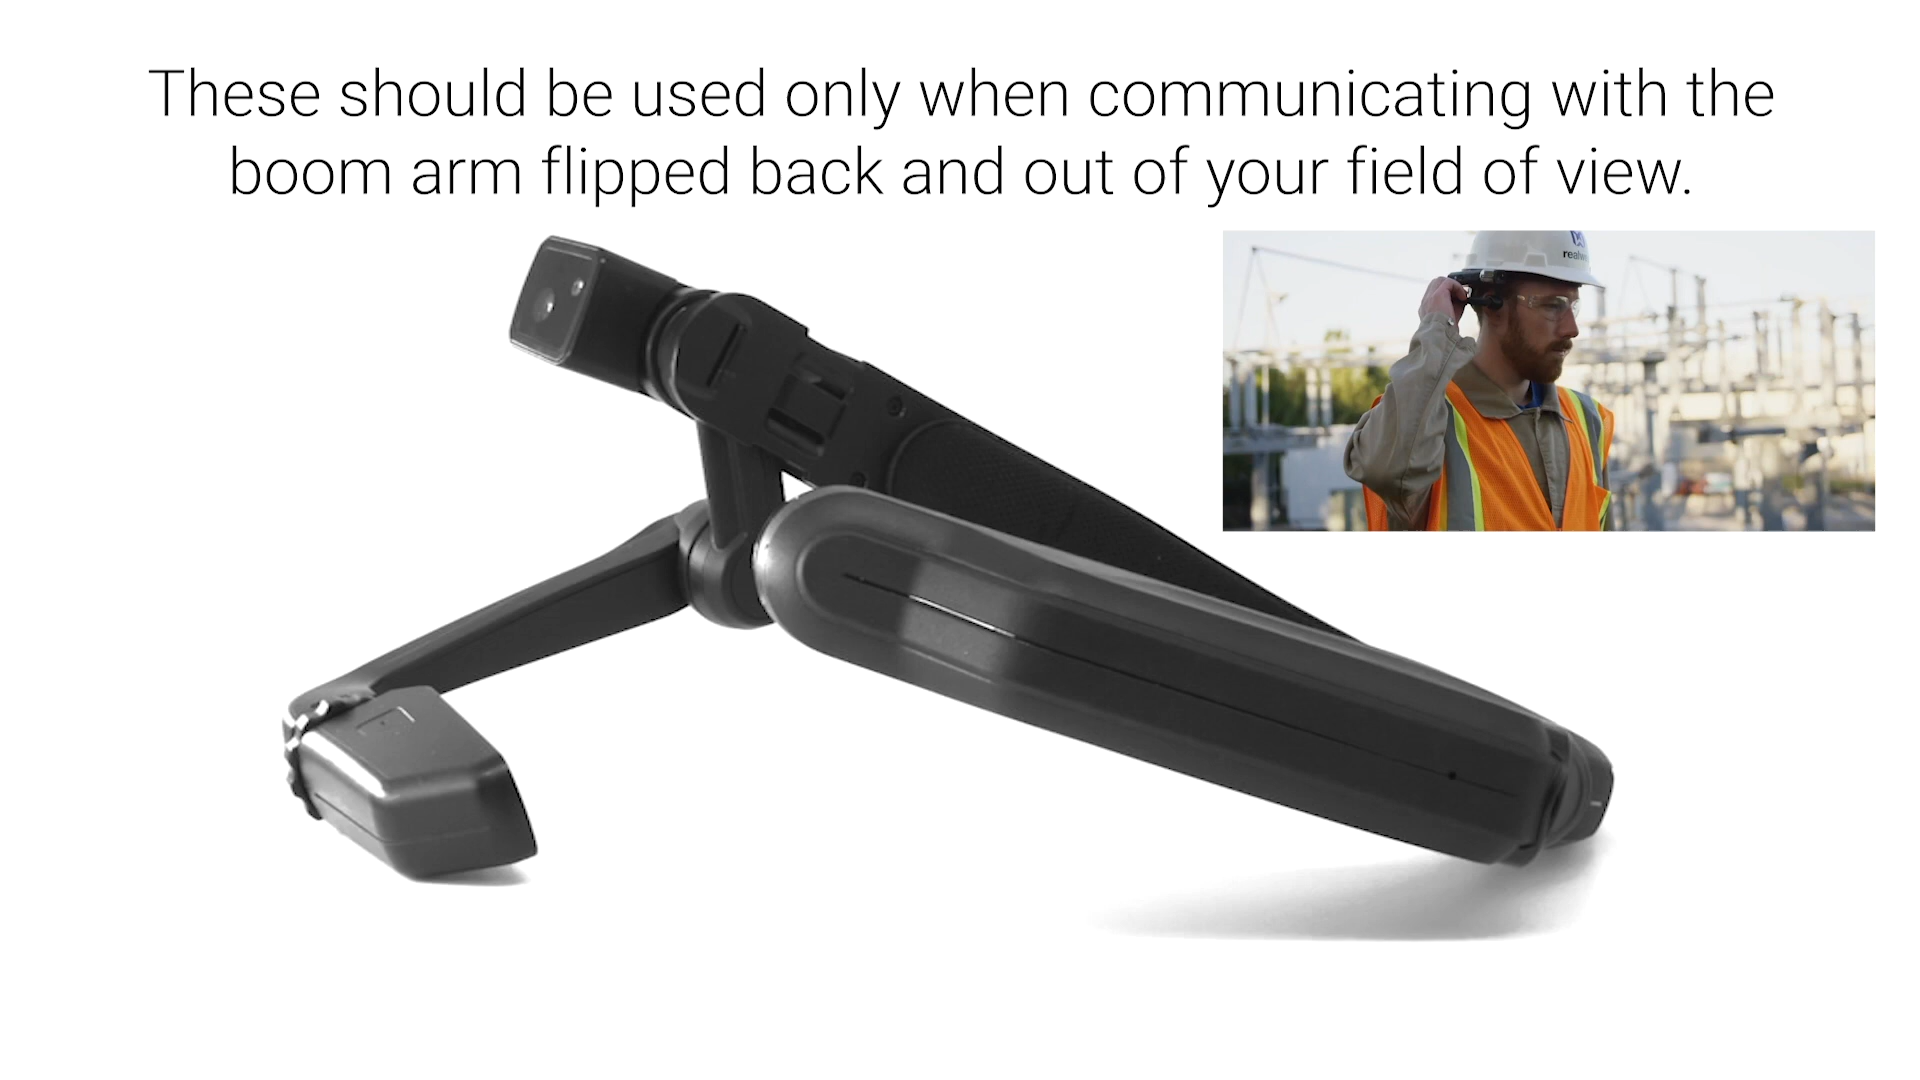 These should be used only when communicating with the
boom arm flipped back and out of your field of view.